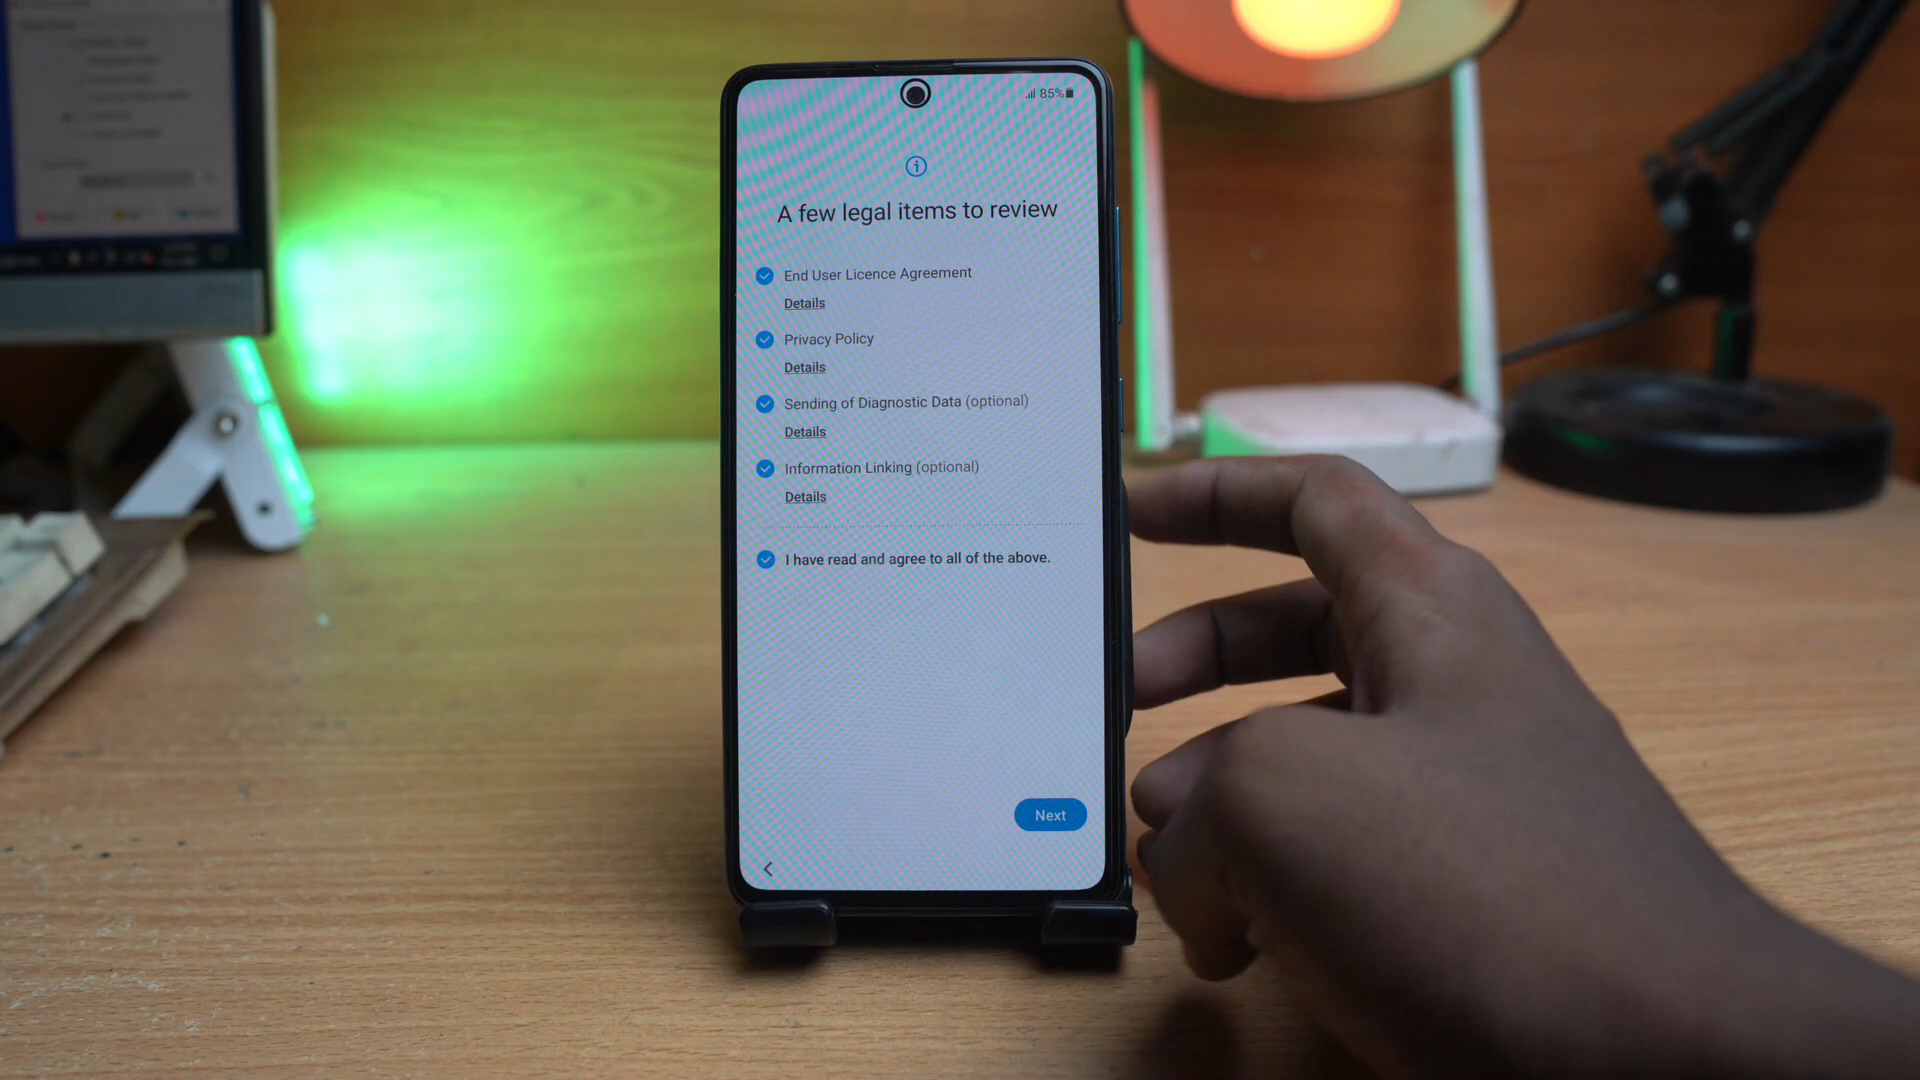 85%
A few legal items to review
End User Licence Agreement
Details
Privacy Policy
Details
Sending of Diagnostic Data (optional)
Details
Information Linking (optional)
Details
I have read and agree to all of the above.
Next